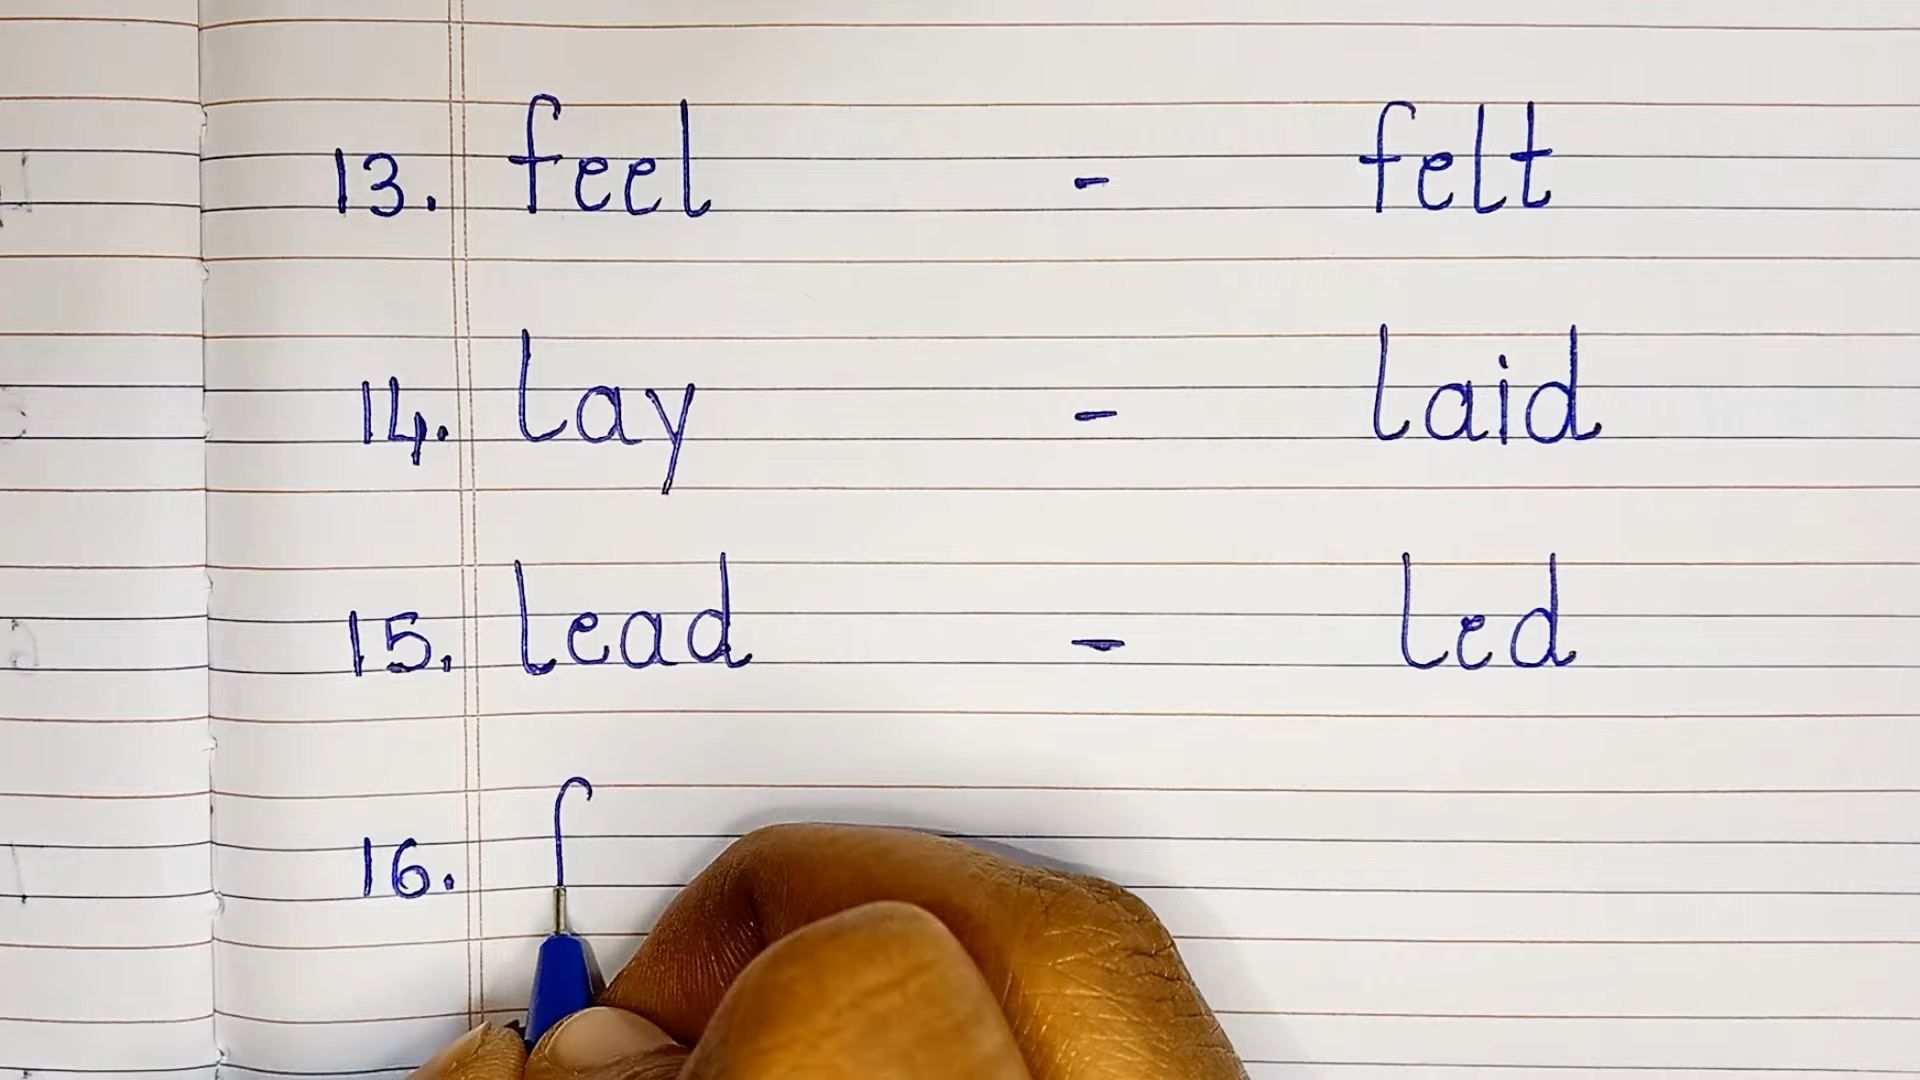 13. feel - felt
14. lay - laid
15. lead - led
16. f